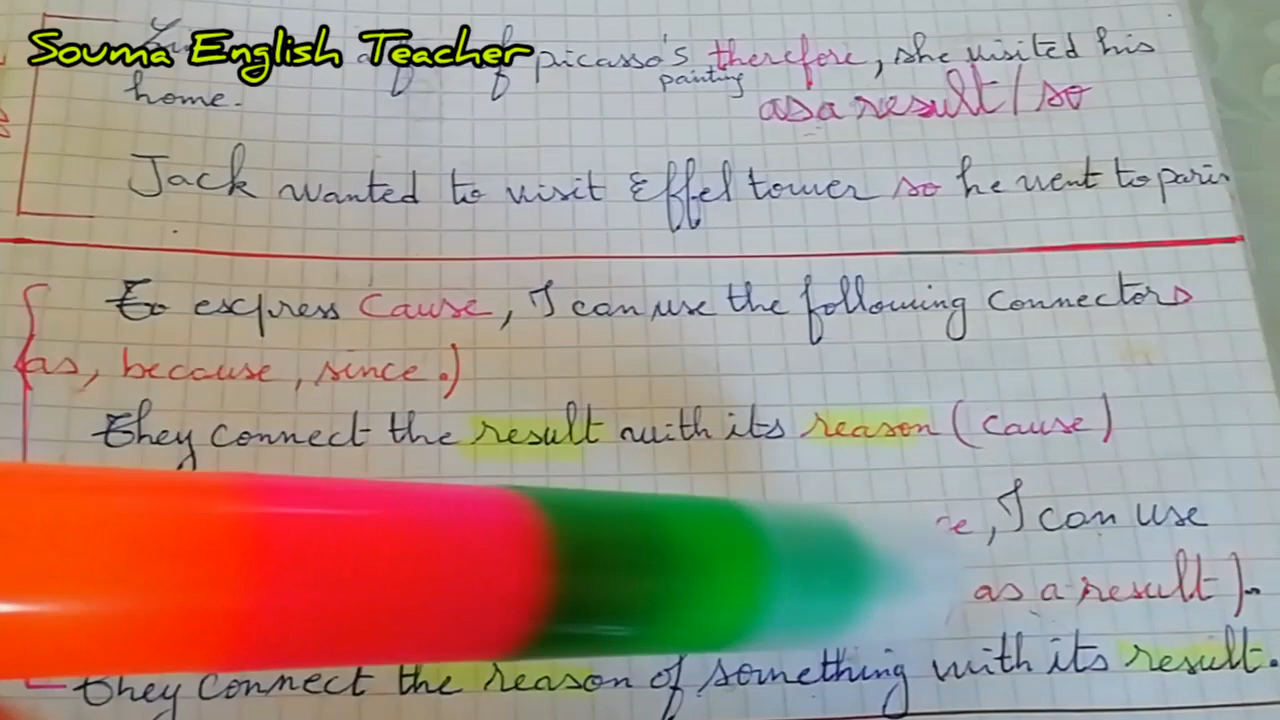 Souma English Teacher
of picasso's therefore, she visited his
painting
home.
as a result / so
Jack wanted to visit Effel tower so he went to paris
To express Cause, I can use the following connectors
(as, because, since.)
They connect the result with its reason (cause)
, I can use
as a result ).
They connect the reason of something with its result.